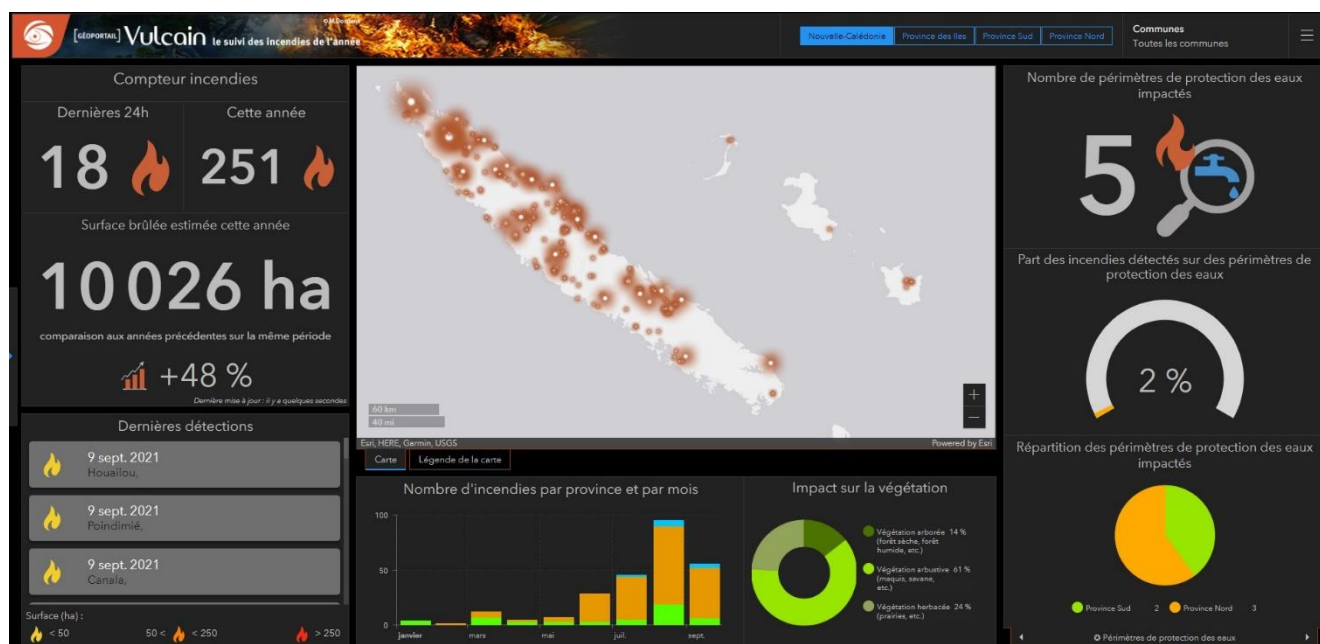 ©M.Dosdane
[GÉOPORTAIL] Vulcain le suivi des incendies de l'année
Nouvelle-Calédonie
Province des Iles
Province Sud
Province Nord
Communes
Toutes les communes
Compteur incendies
Dernières 24h
Cette année
18
251
Surface brûlée estimée cette année
10 026 ha
comparaison aux années précédentes sur la même période
+48 %
Dernière mise à jour : il y a quelques secondes
Dernières détections
9 sept. 2021
Houaïlou,
9 sept. 2021
Poindimié,
9 sept. 2021
Canala,
Surface (ha) :
< 50
50 < < 250
> 250
60 km
40 mi
+
−
Esri, HERE, Garmin, USGS
Powered by Esri
Carte
Légende de la carte
Nombre d'incendies par province et par mois
100
50
0
janvier
mars
mai
juil.
sept.
Impact sur la végétation
Végétation arborée 14 %
(forêt sèche, forêt
humide, etc.)
Végétation arbustive 61 %
(maquis, savane,
etc.)
Végétation herbacée 24 %
(prairies, etc.)
Nombre de périmètres de protection des eaux
impactés
5
Part des incendies détectés sur des périmètres de
protection des eaux
2 %
Répartition des périmètres de protection des eaux
impactés
Province Sud 2
Province Nord 3
Périmètres de protection des eaux